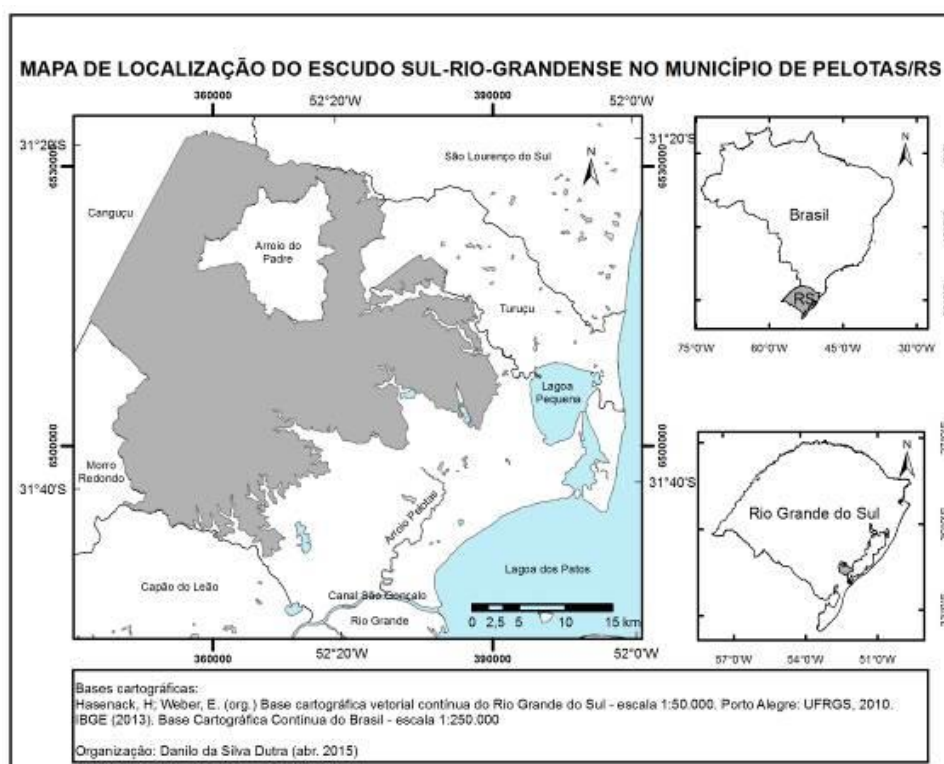 MAPA DE LOCALIZAÇÃO DO ESCUDO SUL-RIO-GRANDENSE NO MUNICÍPIO DE PELOTAS/RS
360000 52°20'W 390000 52°0'W
31°20'S
6530000
São Lourenço do Sul
N
Canguçu
Arroio do
Padre
Turuçu
Lagoa
Pequena
6500000
31°40'S
Morro
Redondo
Arroio Pelotas
Capão do Leão
Lagoa dos Patos
Canal São Gonçalo
Rio Grande
0 2,5 5 10 15 km
360000 52°20'W 390000 52°0'W
31°20'S
6530000
6500000
31°40'S
N
Brasil
RS
75°0'W 60°0'W 45°0'W 30°0'W
N
Rio Grande do Sul
57°0'W 54°0'W 51°0'W
Bases cartográficas:
Hasenack, H; Weber, E. (org.) Base cartográfica vetorial contínua do Rio Grande do Sul - escala 1:50.000. Porto Alegre: UFRGS, 2010.
IBGE (2013). Base Cartográfica Contínua do Brasil - escala 1:250.000
Organização: Danilo da Silva Dutra (abr. 2015)